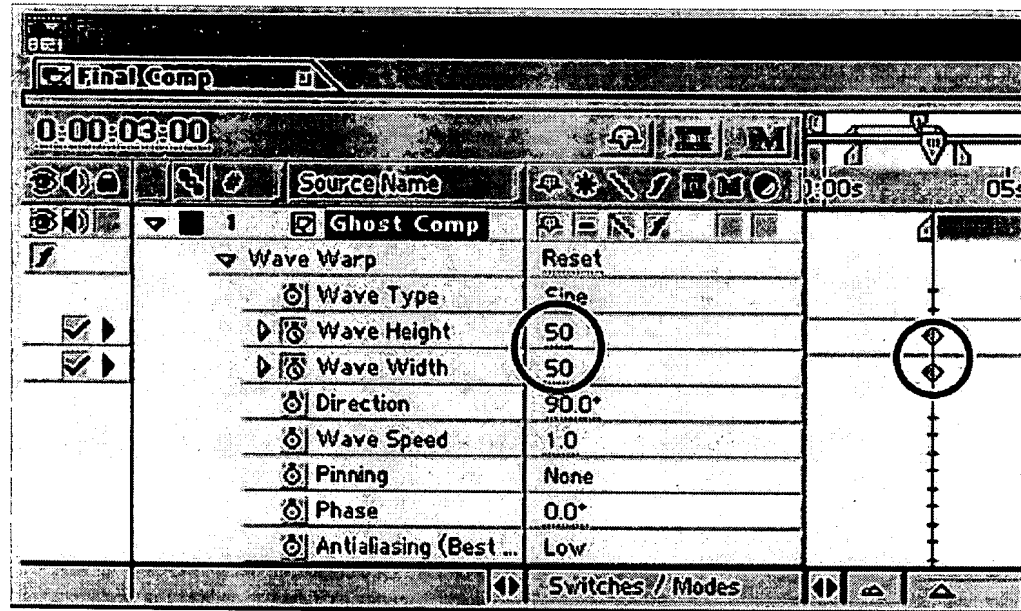 Final Comp
0:00:03:00
# Source Name
0:00s 05s
1 Ghost Comp
Wave Warp Reset
Wave Type Sine
Wave Height 50
Wave Width 50
Direction 90.0°
Wave Speed 1.0
Pinning None
Phase 0.0°
Antialiasing (Best ... Low
Switches / Modes